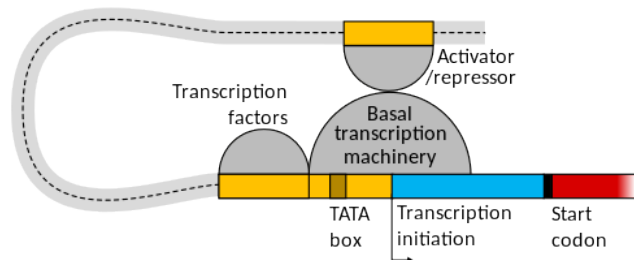 Activator
/repressor
Transcription
factors
Basal
transcription
machinery
TATA
box
Transcription
initiation
Start
codon